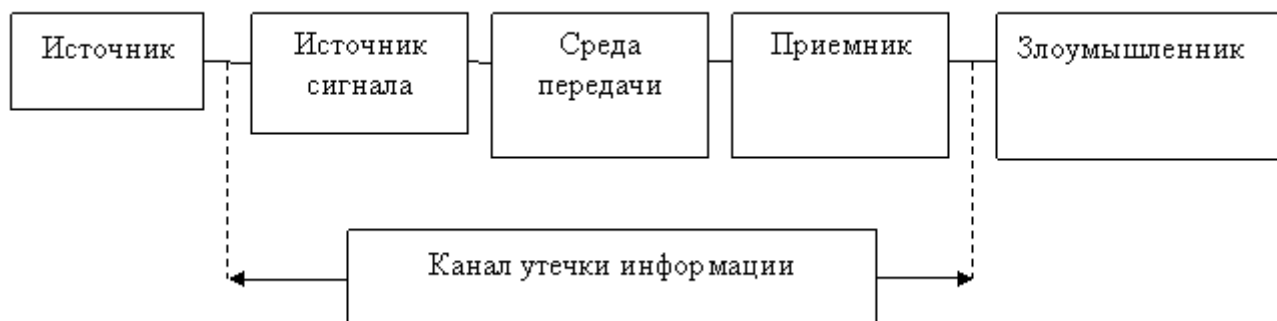 Источник
Источник
сигнала
Среда
передачи
Приемник
Злоумышленник
Канал утечки информации